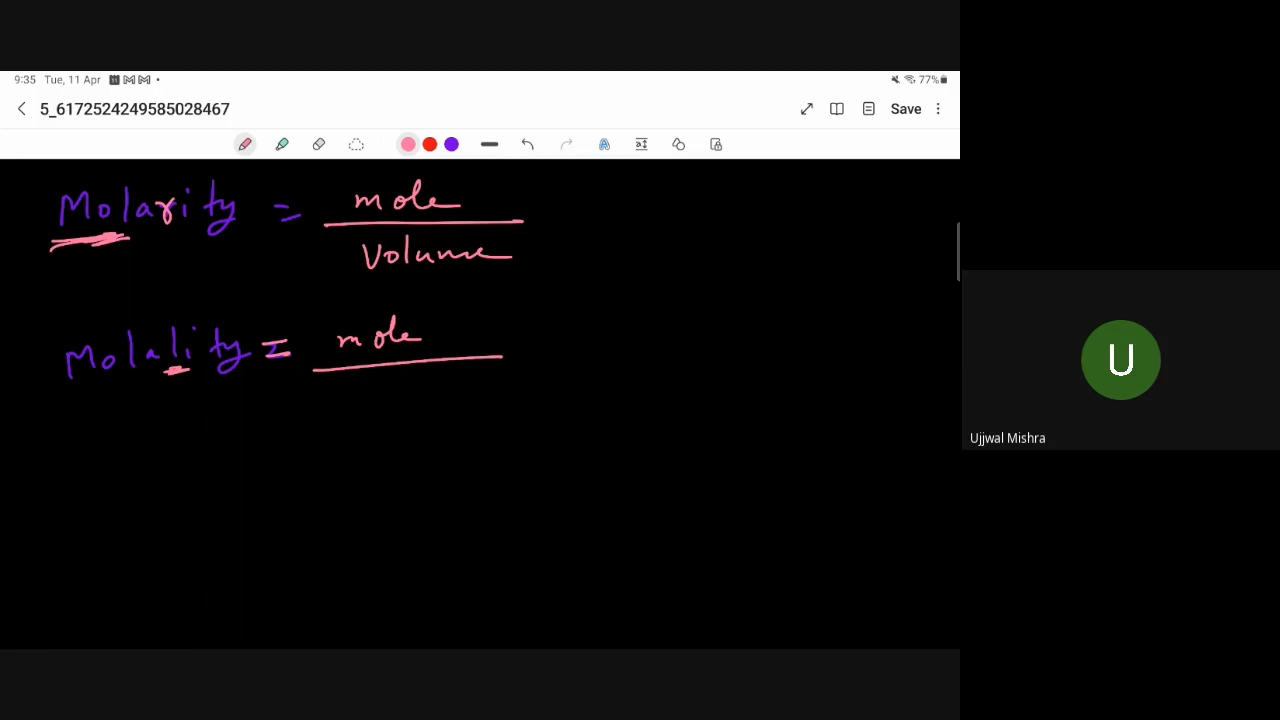 9:35 Tue, 11 Apr 77%
5_6172524249585028467
Save
Molarity = mole
Volume
Molality = mole
U
Ujjwal Mishra